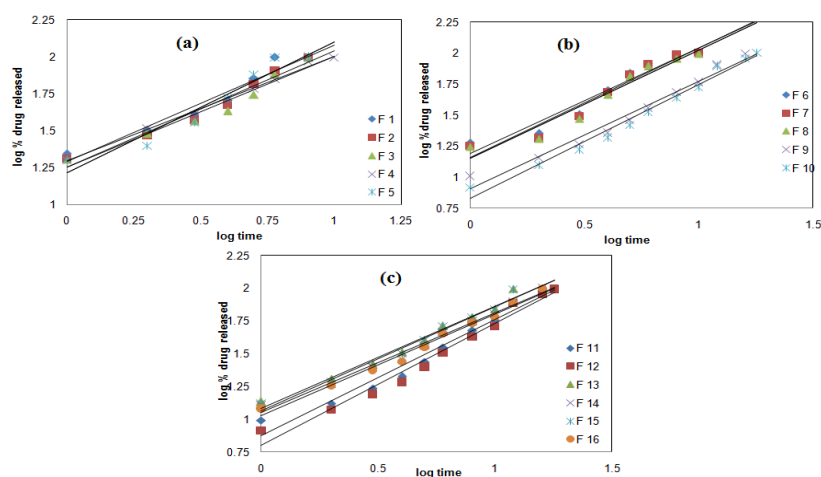 (a)
log % drug released
2.25
2
1.75
1.5
1.25
1
0.75
0
0.25
0.5
0.75
1
1.25
log time
F 1
F 2
F 3
F 4
F 5
(b)
log % drug released
2.25
2
1.75
1.5
1.25
1
0.75
0
0.5
1
1.5
log time
F 6
F 7
F 8
F 9
F 10
(c)
log % drug released
2.25
2
1.75
1.5
1.25
1
0.75
0
0.5
1
1.5
log time
F 11
F 12
F 13
F 14
F 15
F 16